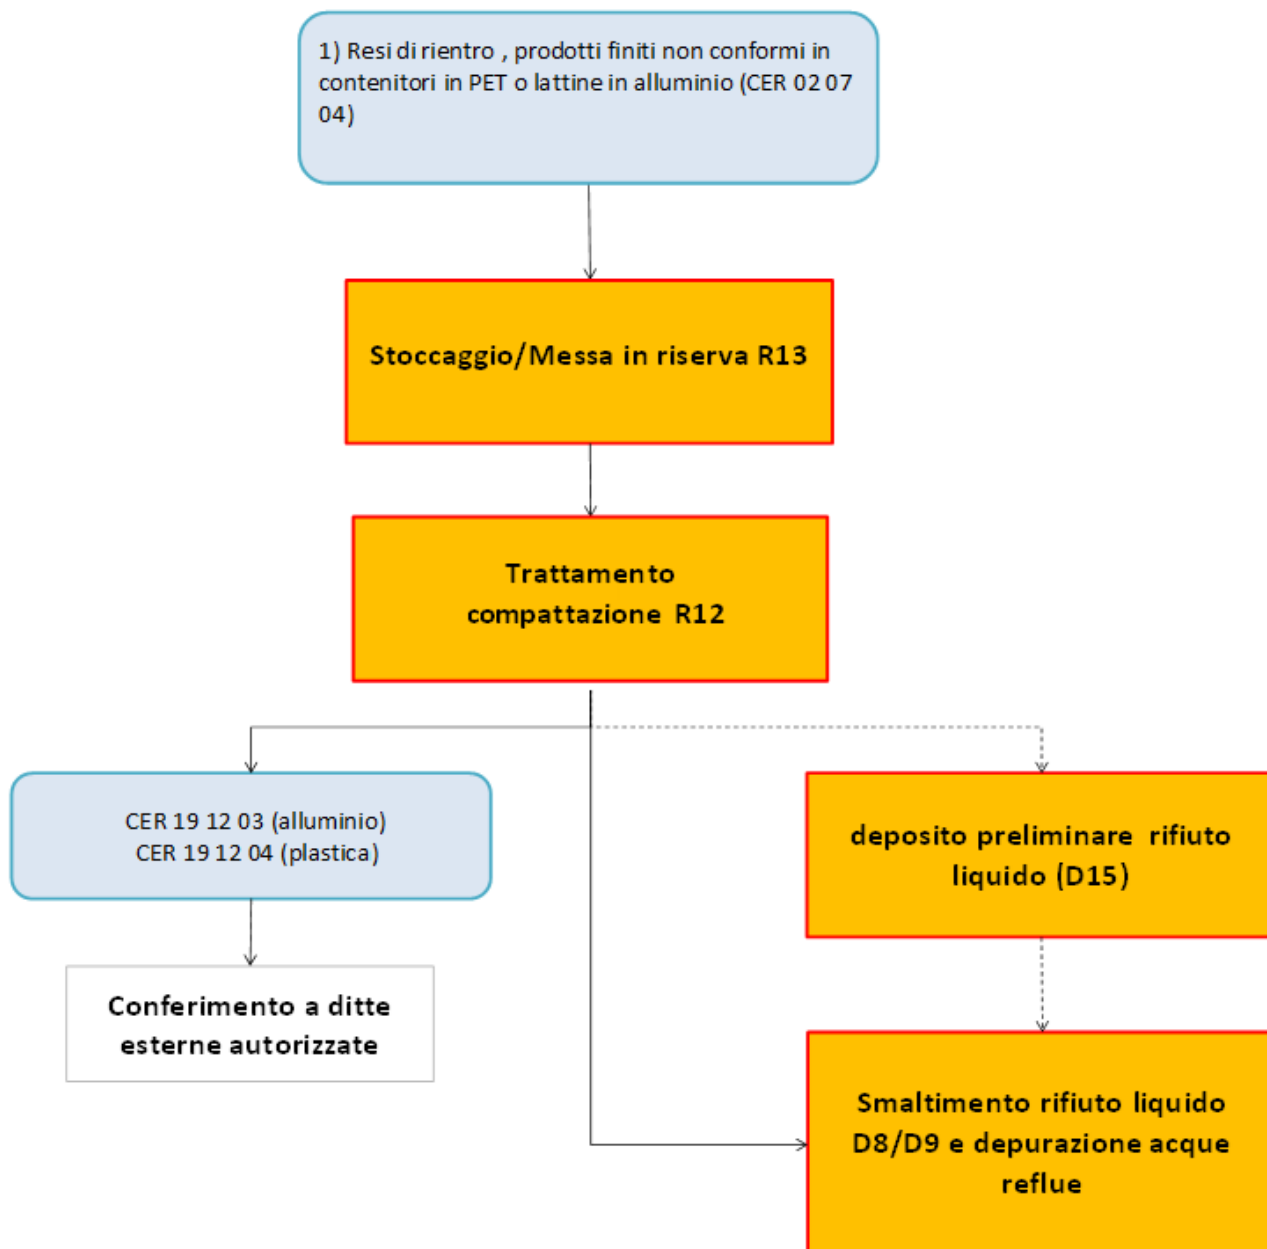 1) Resi di rientro , prodotti finiti non conformi in
contenitori in PET o lattine in alluminio (CER 02 07
04)
Stoccaggio/Messa in riserva R13
Trattamento
compattazione R12
CER 19 12 03 (alluminio)
CER 19 12 04 (plastica)
deposito preliminare rifiuto
liquido (D15)
Conferimento a ditte
esterne autorizzate
Smaltimento rifiuto liquido
D8/D9 e depurazione acque
reflue